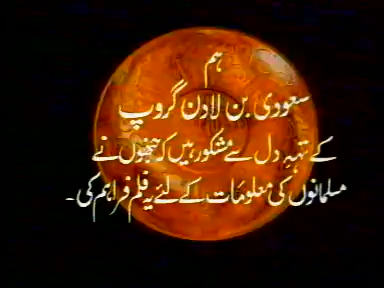 ہم
سعودی بن لادن گروپ
کے تہہِ دل سے مشکور ہیں کہ جنھوں نے
مسلمانوں کی معلومات کے لئے یہ فلم فراہم کی۔